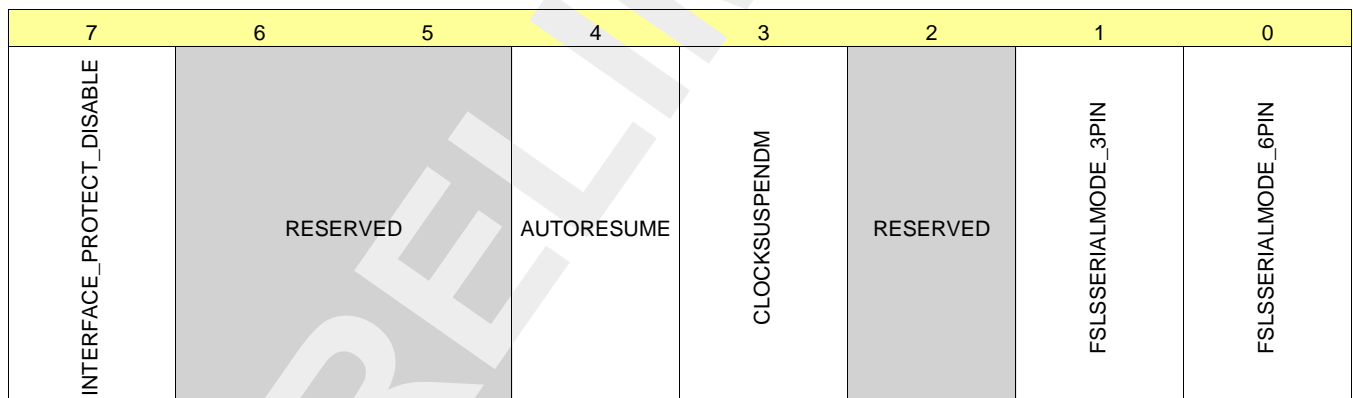 7 6 5 4 3 2 1 0
INTERFACE_PROTECT_DISABLE
RESERVED
AUTORESUME
CLOCKSUSPENDM
RESERVED
FSLSSERIALMODE_3PIN
FSLSSERIALMODE_6PIN